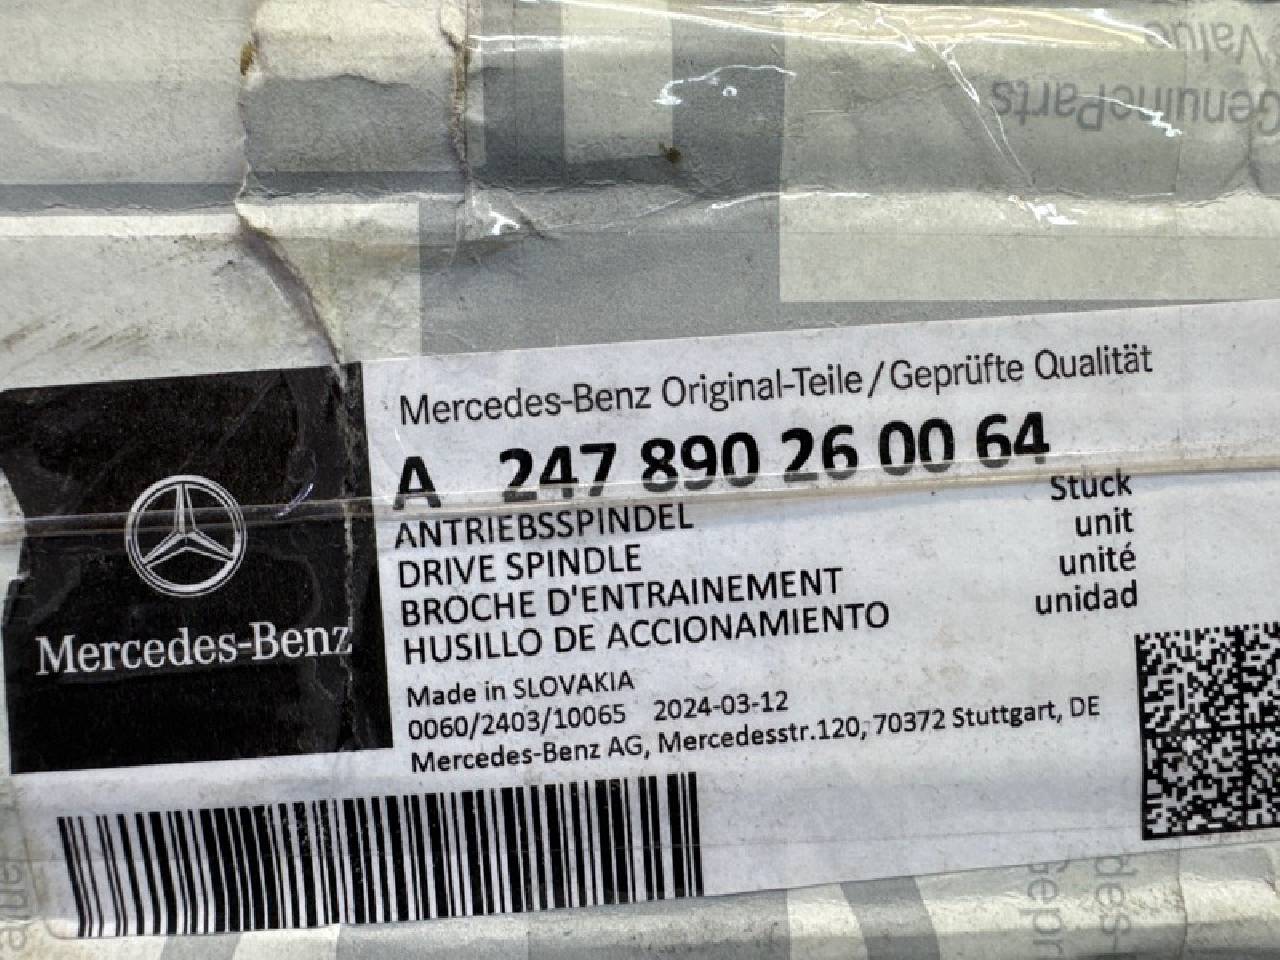 Value
GenuineParts
Mercedes-Benz Original-Teile/Geprüfte Qualität
A 247 890 26 00 64
ANTRIEBSSPINDEL
DRIVE SPINDLE
BROCHE D'ENTRAINEMENT
HUSILLO DE ACCIONAMIENTO
Stück
unit
unité
unidad
Mercedes-Benz
Made in SLOVAKIA
0060/2403/10065 2024-03-12
Mercedes-Benz AG, Mercedesstr.120, 70372 Stuttgart, DE